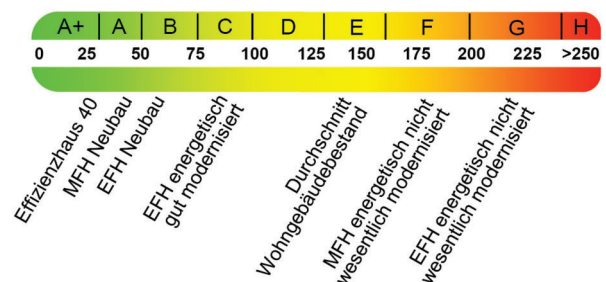 A+ A B C D E F G H
0 25 50 75 100 125 150 175 200 225 >250
Effizienzhaus 40
MFH Neubau
EFH Neubau
EFH energetisch
gut modernisiert
Durchschnitt
Wohngebäudebestand
MFH energetisch nicht
wesentlich modernisiert
EFH energetisch nicht
wesentlich modernisiert